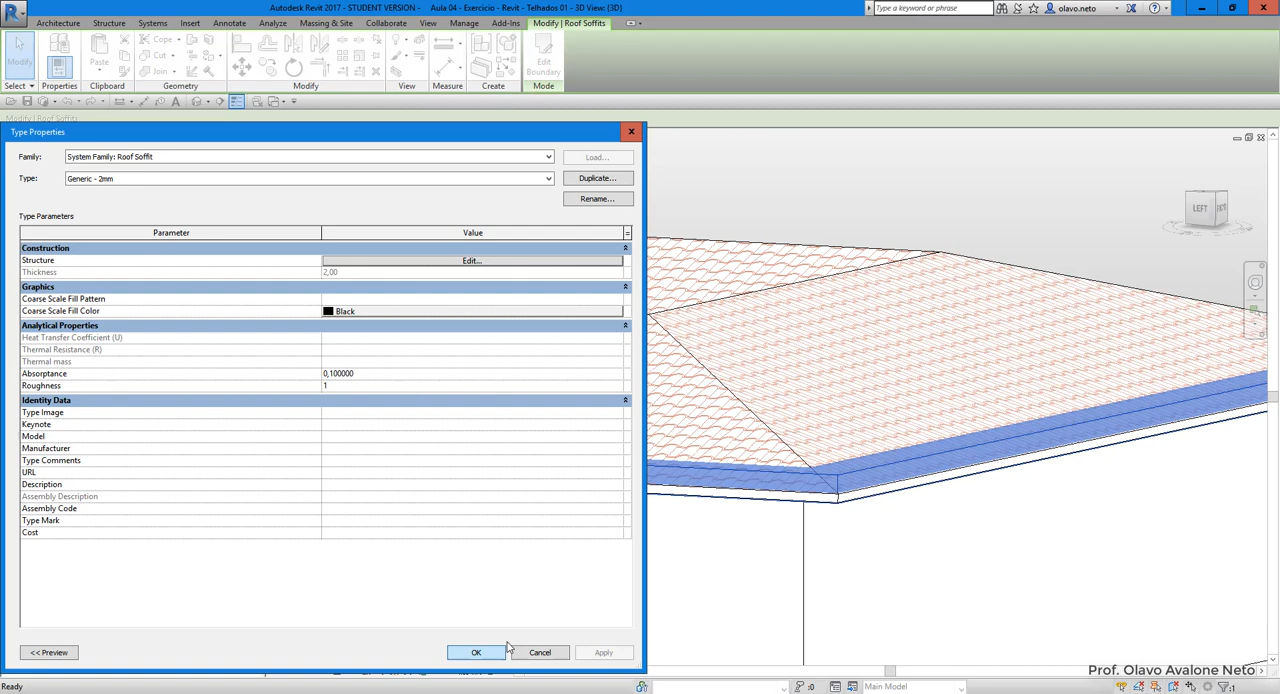 Autodesk Revit 2017 - STUDENT VERSION - Aula 04 - Exercicio - Revit - Telhados 01 - 3D View: {3D}
Type a keyword or phrase
olavo.neto
Architecture Structure Systems Insert Annotate Analyze Massing & Site Collaborate View Manage Add-Ins Modify | Roof Soffits
Modify
Paste
Cope
Cut
Join
Edit
Boundary
Select Properties Clipboard Geometry Modify View Measure Create Mode
Modify | Roof Soffits
Type Properties
Family: System Family: Roof Soffit Load...
Type: Generic - 2mm Duplicate...
Rename...
Type Parameters
Parameter Value =
Construction
Structure Edit...
Thickness 2,00
Graphics
Coarse Scale Fill Pattern
Coarse Scale Fill Color Black
Analytical Properties
Heat Transfer Coefficient (U)
Thermal Resistance (R)
Thermal mass
Absorptance 0,100000
Roughness 1
Identity Data
Type Image
Keynote
Model
Manufacturer
Type Comments
URL
Description
Assembly Description
Assembly Code
Type Mark
Cost
<< Preview OK Cancel Apply
LEFT
Prof. Olavo Avalone Neto
Ready :0 Main Model :1